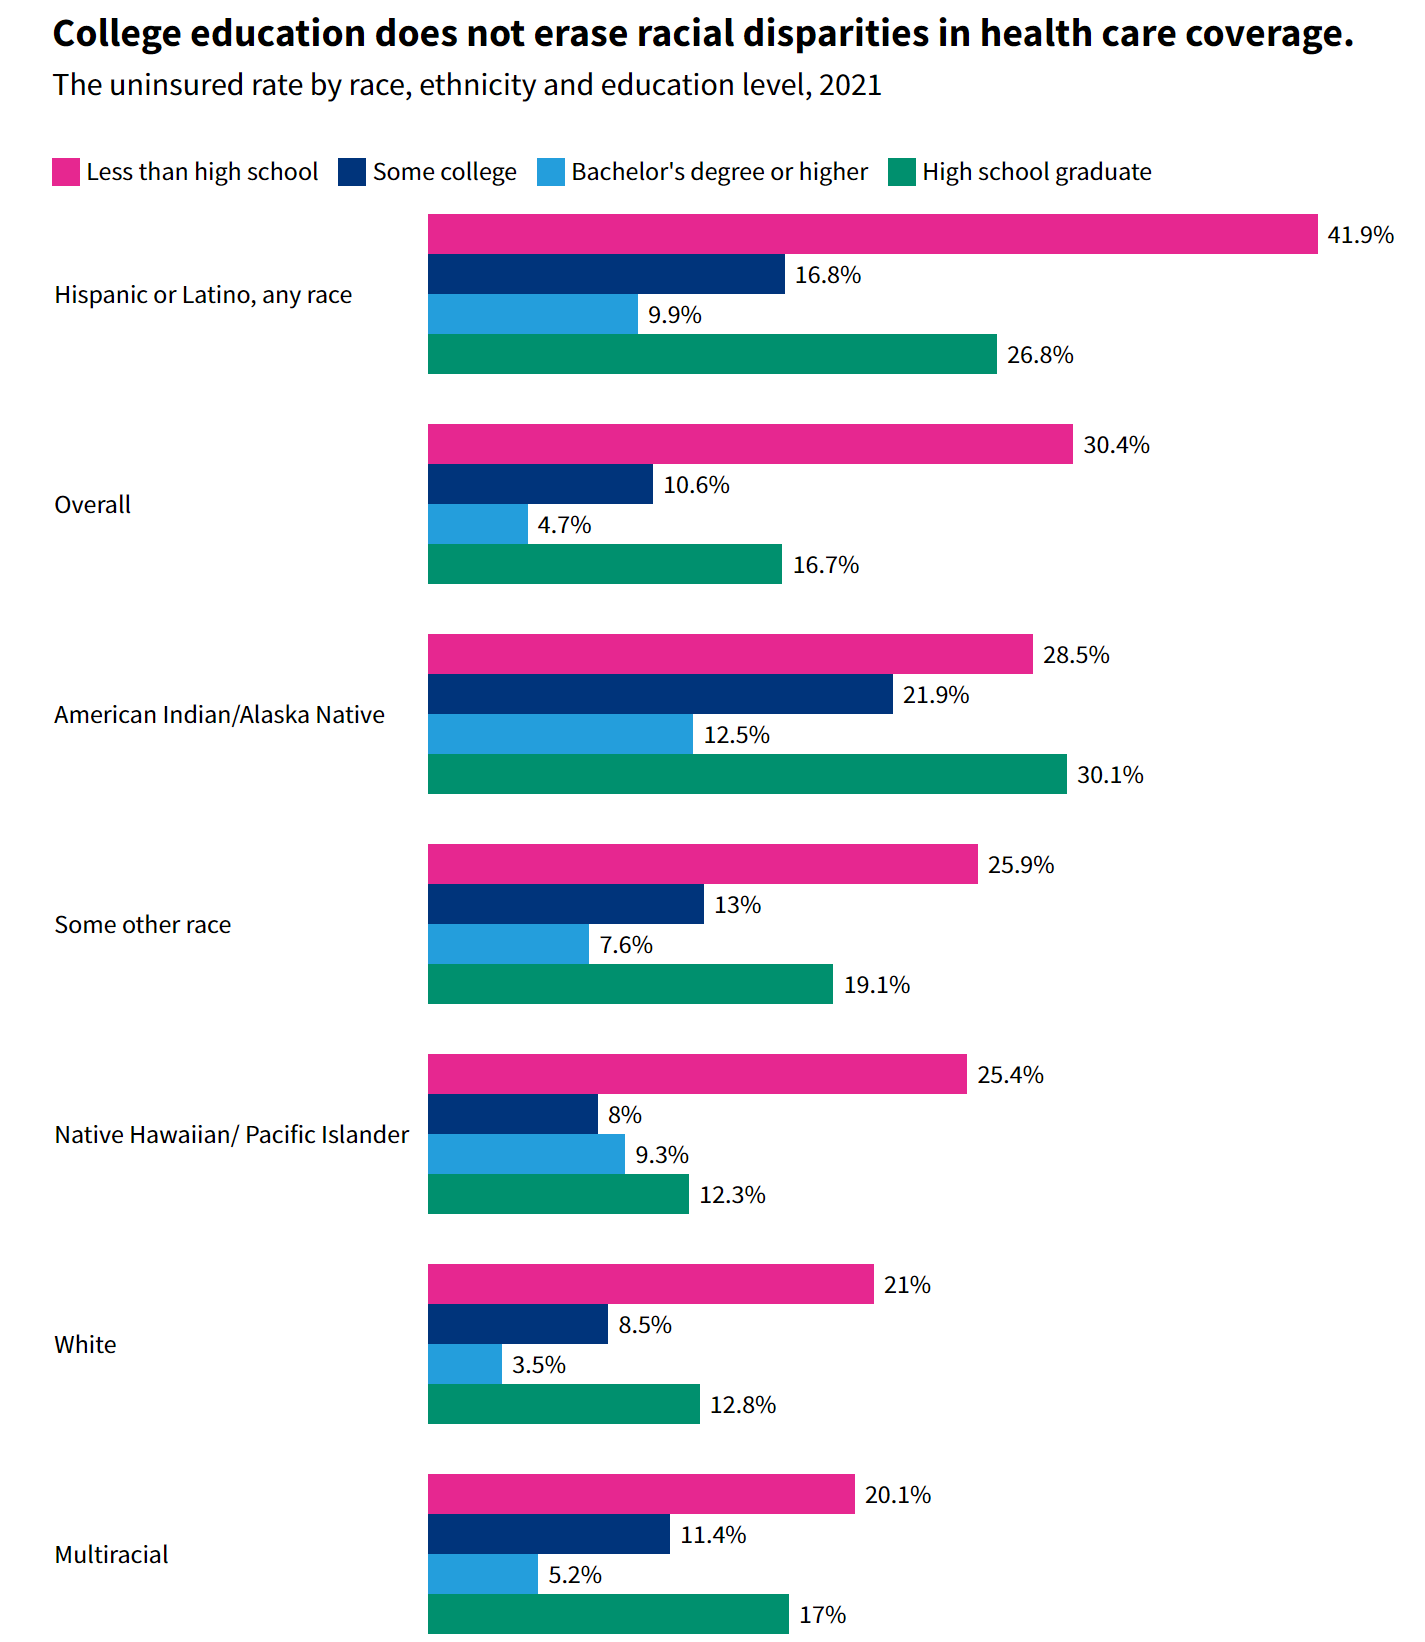 College education does not erase racial disparities in health care coverage.
The uninsured rate by race, ethnicity and education level, 2021
Less than high school Some college Bachelor's degree or higher High school graduate
Hispanic or Latino, any race
41.9%
16.8%
9.9%
26.8%
Overall
30.4%
10.6%
4.7%
16.7%
American Indian/Alaska Native
28.5%
21.9%
12.5%
30.1%
Some other race
25.9%
13%
7.6%
19.1%
Native Hawaiian/ Pacific Islander
25.4%
8%
9.3%
12.3%
White
21%
8.5%
3.5%
12.8%
Multiracial
20.1%
11.4%
5.2%
17%